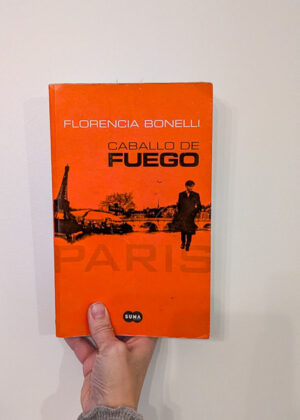 FLORENCIA BONELLI
CABALLO DE
FUEGO
PARIS
SUMA